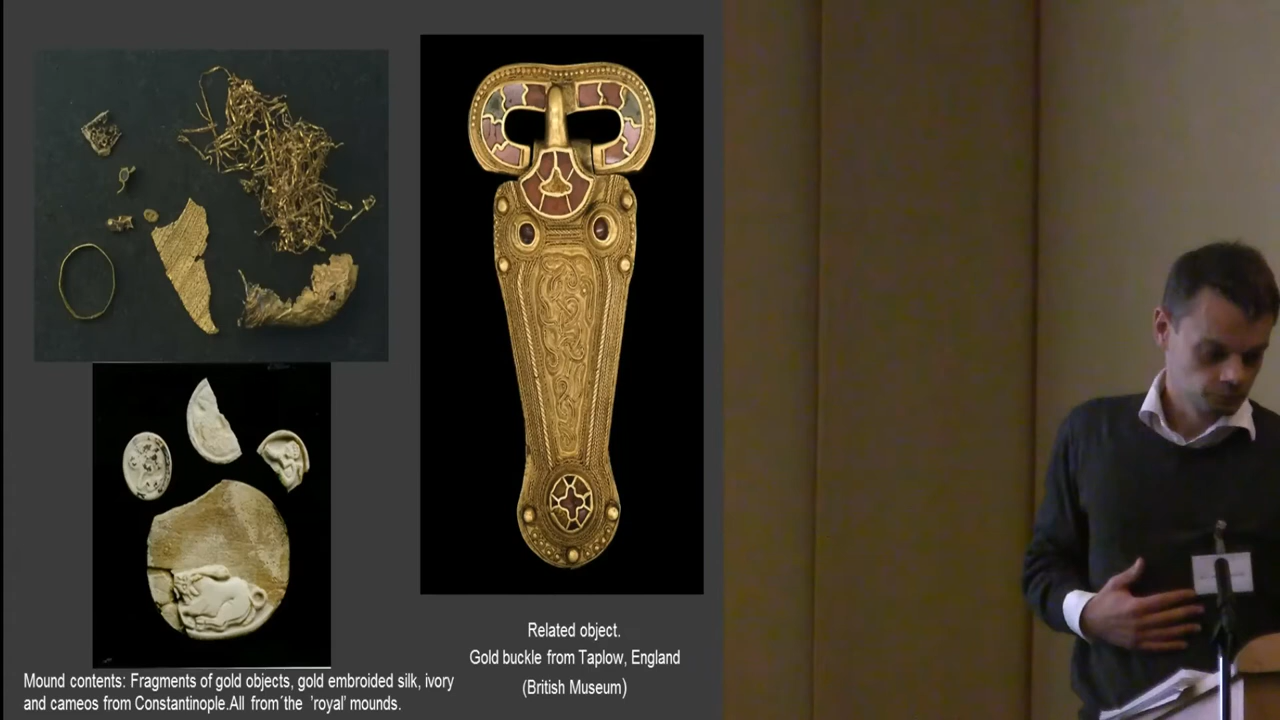 Mound contents: Fragments of gold objects, gold embroided silk, ivory
and cameos from Constantinople.All from´the ´royal' mounds.
Related object.
Gold buckle from Taplow, England
(British Museum)